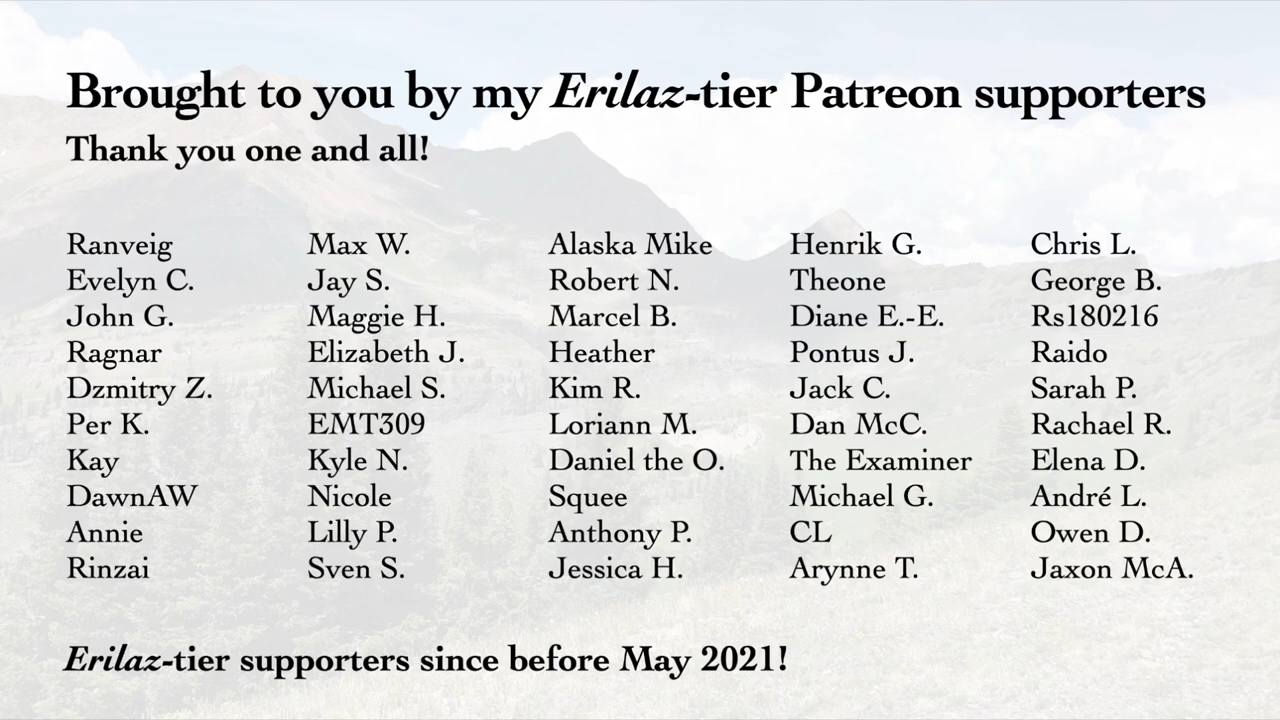 Brought to you by my Erilaz-tier Patreon supporters
Thank you one and all!
Ranveig
Evelyn C.
John G.
Ragnar
Dzmitry Z.
Per K.
Kay
DawnAW
Annie
Rinzai
Max W.
Jay S.
Maggie H.
Elizabeth J.
Michael S.
EMT309
Kyle N.
Nicole
Lilly P.
Sven S.
Alaska Mike
Robert N.
Marcel B.
Heather
Kim R.
Loriann M.
Daniel the O.
Squee
Anthony P.
Jessica H.
Henrik G.
Theone
Diane E.-E.
Pontus J.
Jack C.
Dan McC.
The Examiner
Michael G.
CL
Arynne T.
Chris L.
George B.
Rs180216
Raido
Sarah P.
Rachael R.
Elena D.
André L.
Owen D.
Jaxon McA.
Erilaz-tier supporters since before May 2021!